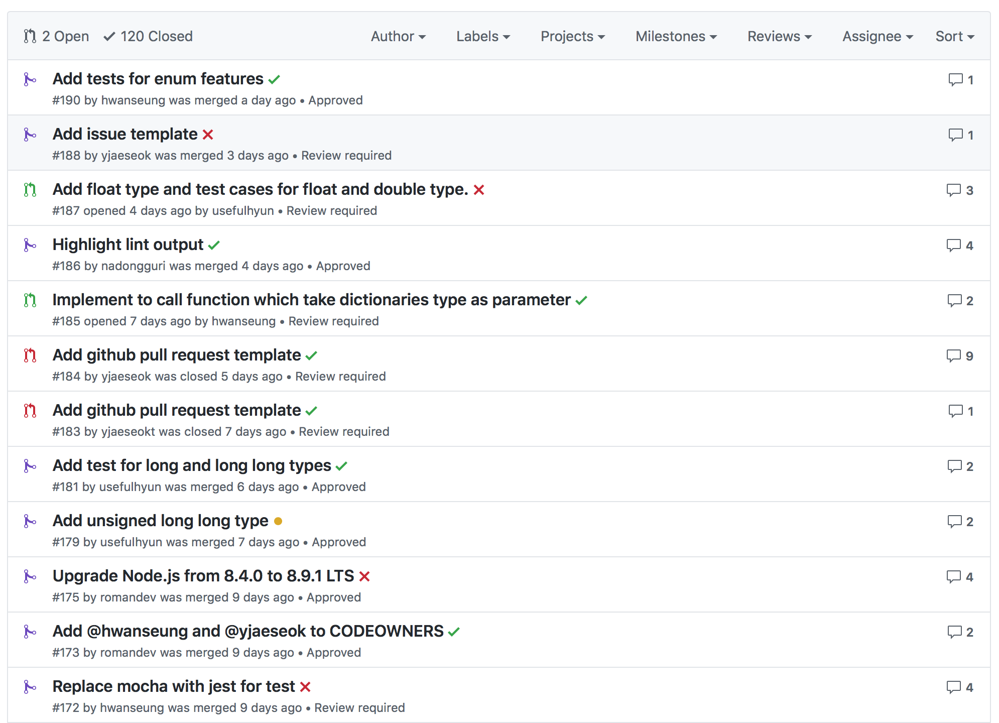 2 Open 120 Closed Author Labels Projects Milestones Reviews Assignee Sort
Add tests for enum features 1
#190 by hwanseung was merged a day ago • Approved
Add issue template 1
#188 by yjaeseok was merged 3 days ago • Review required
Add float type and test cases for float and double type. 3
#187 opened 4 days ago by usefulhyun • Review required
Highlight lint output 4
#186 by nadongguri was merged 4 days ago • Approved
Implement to call function which take dictionaries type as parameter 2
#185 opened 7 days ago by hwanseung • Review required
Add github pull request template 9
#184 by yjaeseok was closed 5 days ago • Review required
Add github pull request template 1
#183 by yjaeseokt was closed 7 days ago • Review required
Add test for long and long long types 2
#181 by usefulhyun was merged 6 days ago • Approved
Add unsigned long long type 2
#179 by usefulhyun was merged 7 days ago • Approved
Upgrade Node.js from 8.4.0 to 8.9.1 LTS 4
#175 by romandev was merged 9 days ago • Approved
Add @hwanseung and @yjaeseok to CODEOWNERS 2
#173 by romandev was merged 9 days ago • Approved
Replace mocha with jest for test 4
#172 by hwanseung was merged 9 days ago • Review required